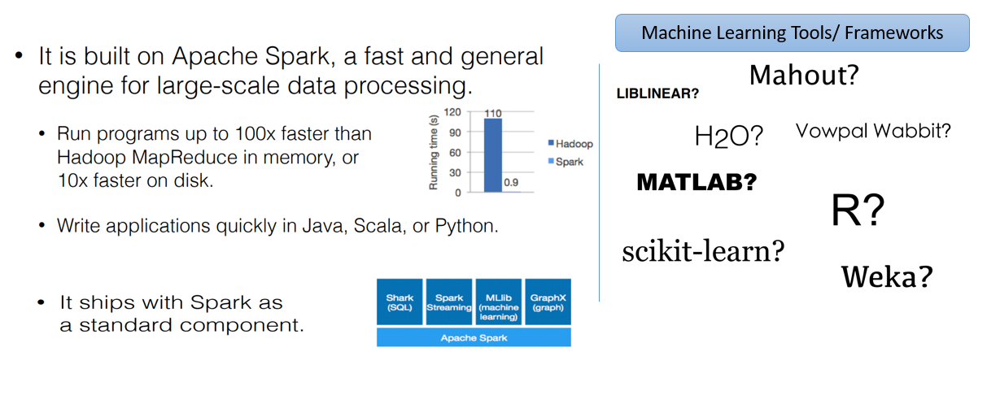 • It is built on Apache Spark, a fast and general
engine for large-scale data processing.
• Run programs up to 100x faster than
Hadoop MapReduce in memory, or
10x faster on disk.
Running time (s)
120
90
60
30
0
110
0.9
Hadoop
Spark
• Write applications quickly in Java, Scala, or Python.
• It ships with Spark as
a standard component.
Shark
(SQL)
Spark
Streaming
MLlib
(machine
learning)
GraphX
(graph)
Apache Spark
Machine Learning Tools/ Frameworks
Mahout?
LIBLINEAR?
H2O?
Vowpal Wabbit?
MATLAB?
R?
scikit-learn?
Weka?